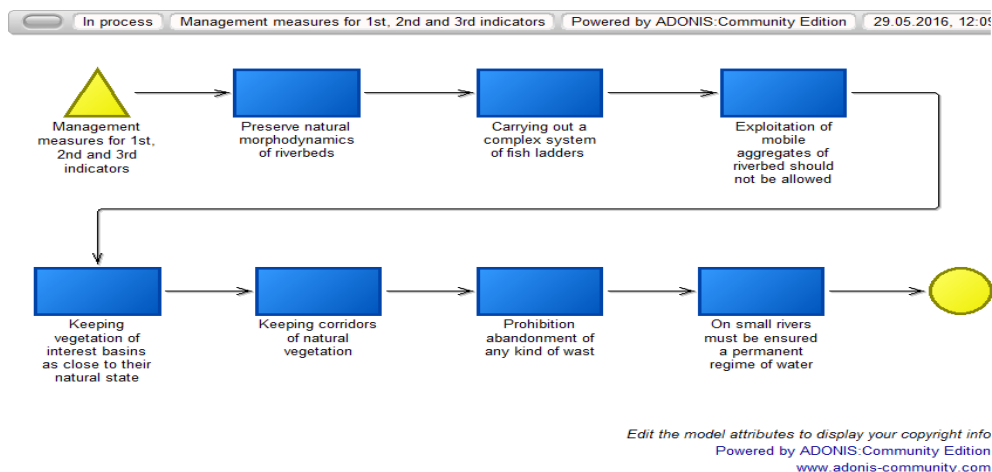 In process Management measures for 1st, 2nd and 3rd indicators Powered by ADONIS:Community Edition 29.05.2016, 12:09
Management
measures for 1st,
2nd and 3rd
indicators
Preserve natural
morphodynamics
of riverbeds
Carrying out a
complex system
of fish ladders
Exploitation of
mobile
aggregates of
riverbed should
not be allowed
Keeping
vegetation of
interest basins
as close to their
natural state
Keeping corridors
of natural
vegetation
Prohibition
abandonment of
any kind of wast
On small rivers
must be ensured
a permanent
regime of water
Edit the model attributes to display your copyright info
Powered by ADONIS:Community Edition
www.adonis-community.com